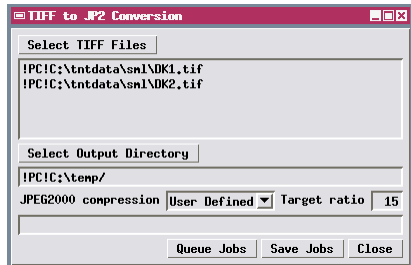 TIFF to JP2 Conversion
Select TIFF Files
!PC!C:\tntdata\sml\DK1.tif
!PC!C:\tntdata\sml\DK2.tif
Select Output Directory
!PC!C:\temp/
JPEG2000 compression User Defined Target ratio 15
Queue Jobs Save Jobs Close